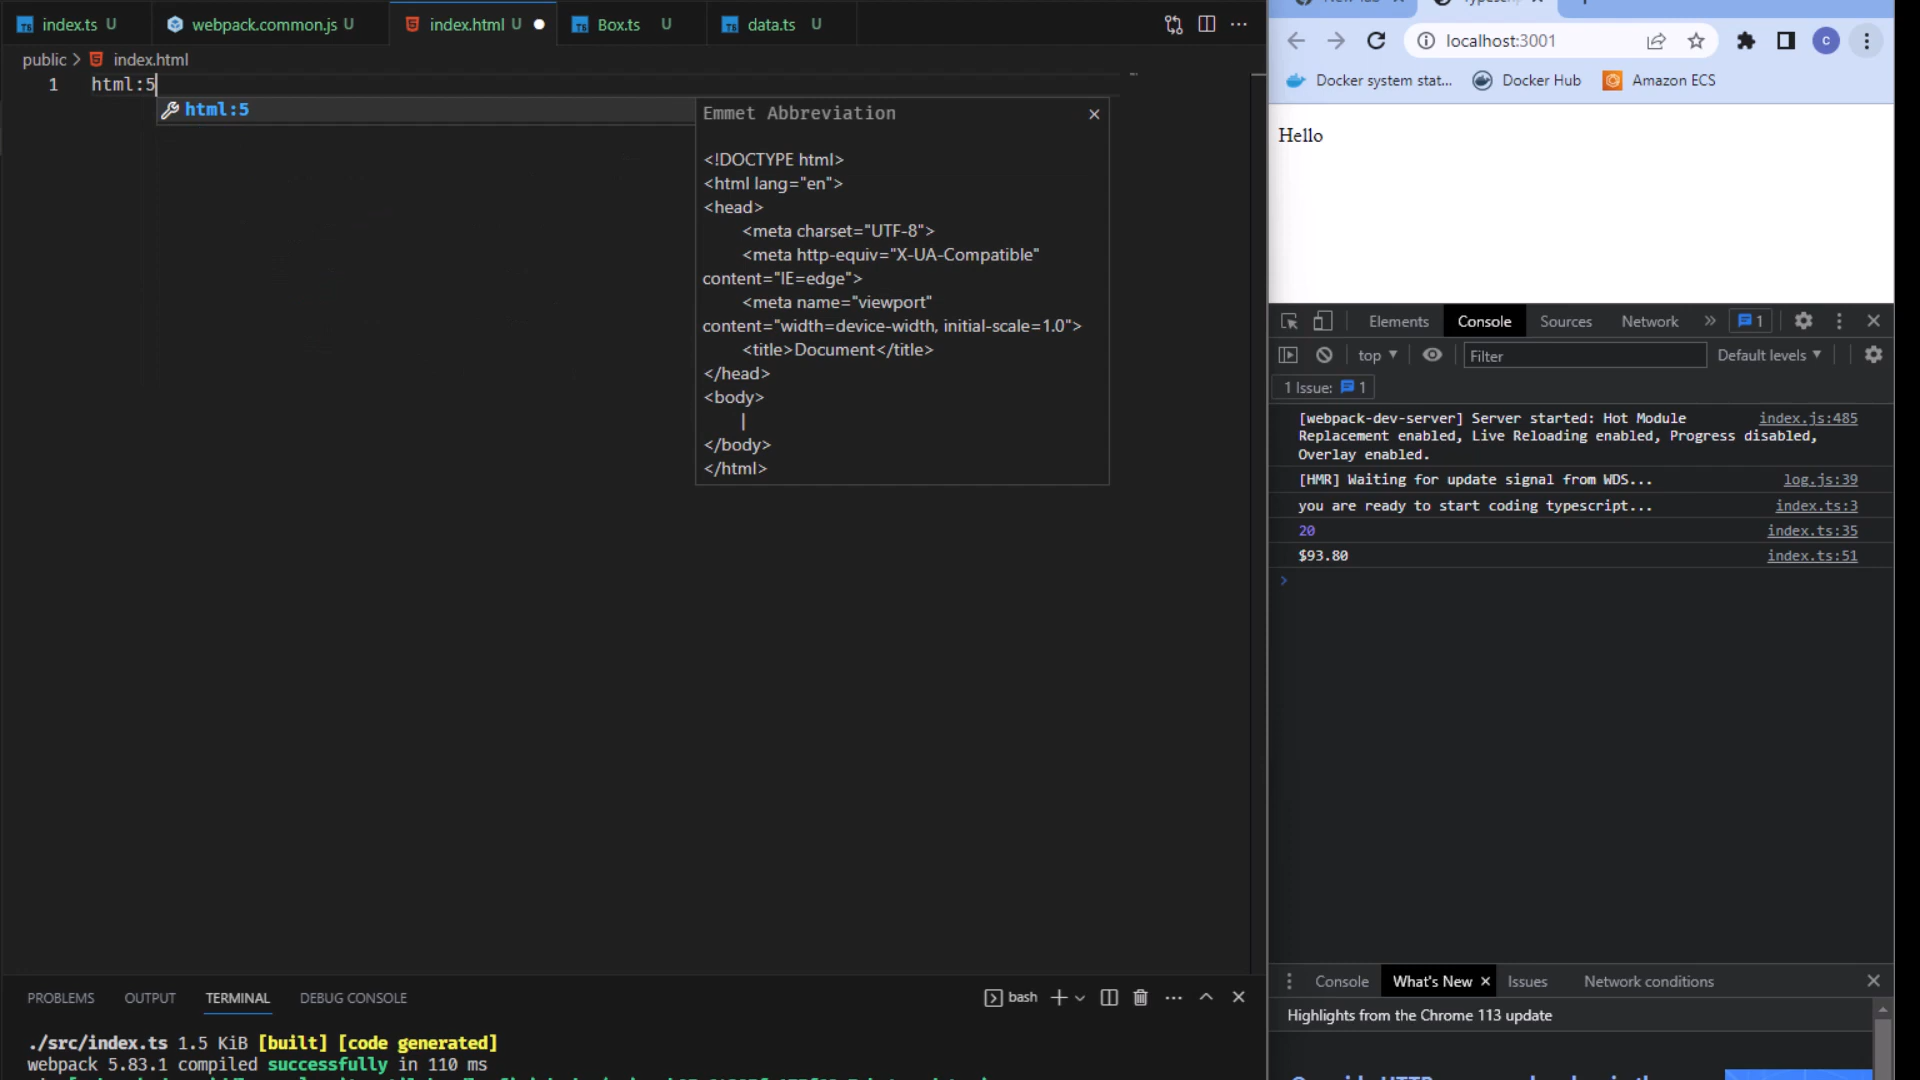 index.ts U
webpack.common.js U
index.html U
Box.ts U
data.ts U
public > index.html
1 html:5
html:5
Emmet Abbreviation
<!DOCTYPE html>
<html lang="en">
<head>
<meta charset="UTF-8">
<meta http-equiv="X-UA-Compatible"
content="IE=edge">
<meta name="viewport"
content="width=device-width, initial-scale=1.0">
<title>Document</title>
</head>
<body>
|
</body>
</html>
PROBLEMS OUTPUT TERMINAL DEBUG CONSOLE
bash
./src/index.ts 1.5 KiB [built] [code generated]
webpack 5.83.1 compiled successfully in 110 ms
localhost:3001
C
Docker system stat... Docker Hub Amazon ECS
Hello
Elements Console Sources Network » 1
top Filter Default levels
1 Issue: 1
[webpack-dev-server] Server started: Hot Module index.js:485
Replacement enabled, Live Reloading enabled, Progress disabled,
Overlay enabled.
[HMR] Waiting for update signal from WDS... log.js:39
you are ready to start coding typescript... index.ts:3
20 index.ts:35
$93.80 index.ts:51
>
Console What's New Issues Network conditions
Highlights from the Chrome 113 update